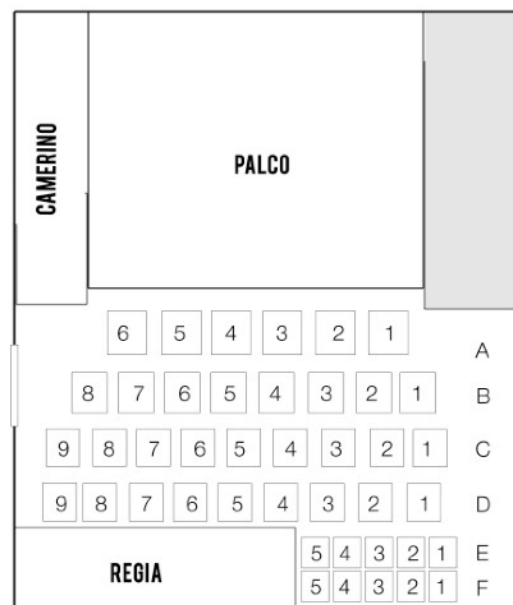 CAMERINO
PALCO
6 5 4 3 2 1 A
8 7 6 5 4 3 2 1 B
9 8 7 6 5 4 3 2 1 C
9 8 7 6 5 4 3 2 1 D
5 4 3 2 1 E
REGIA
5 4 3 2 1 F